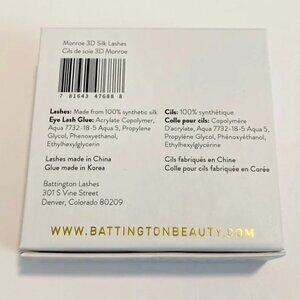 Monroe 3D Silk Lashes
Cils de soie 3D Monroe
7 81643 47688 8
Lashes: Made from 100% synthetic silk
Eye Lash Glue: Acrylate Copolymer,
Aqua 7732-18-5 Aqua 5, Propylene
Glycol, Phenoxyethanol,
Ethylhexylglycerin
Lashes made in China
Glue made in Korea
Battington Lashes
301 S Vine Street
Denver, Colorado 80209
Cils: 100% synthétique
Colle pour cils: Copolymère
D'acrylate, Aqua 7732-18-5 Aqua 5,
Propylène Glycol, Phénoxyéthanol,
Ethylhexylglycérine
Cils fabriqués en Chine
Colle pour cils fabriquée en Corée
WWW.BATTINGTONBEAUTY.COM